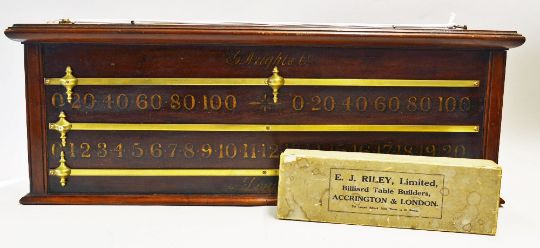 0·20·40·60·80·100 0·20·40·60·80·100
0·1·2·3·4·5·6·7·8·9·10·11·12 16·17·18·19·20
E. J. RILEY, Limited,
Billiard Table Builders,
ACCRINGTON & LONDON.